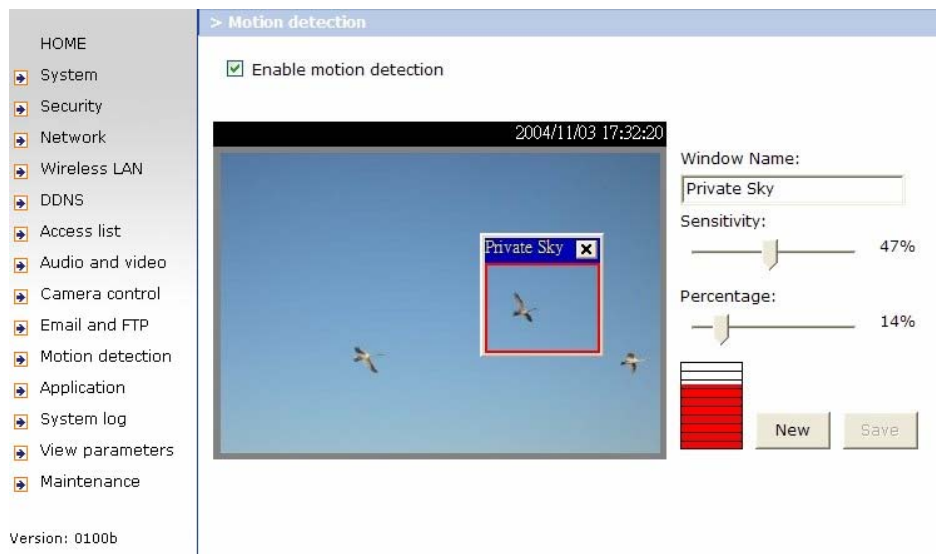 > Motion detection
HOME
System
Security
Network
Wireless LAN
DDNS
Access list
Audio and video
Camera control
Email and FTP
Motion detection
Application
System log
View parameters
Maintenance
Version: 0100b
Enable motion detection
2004/11/03 17:32:20
Private Sky
Window Name:
Private Sky
Sensitivity:
47%
Percentage:
14%
New
Save